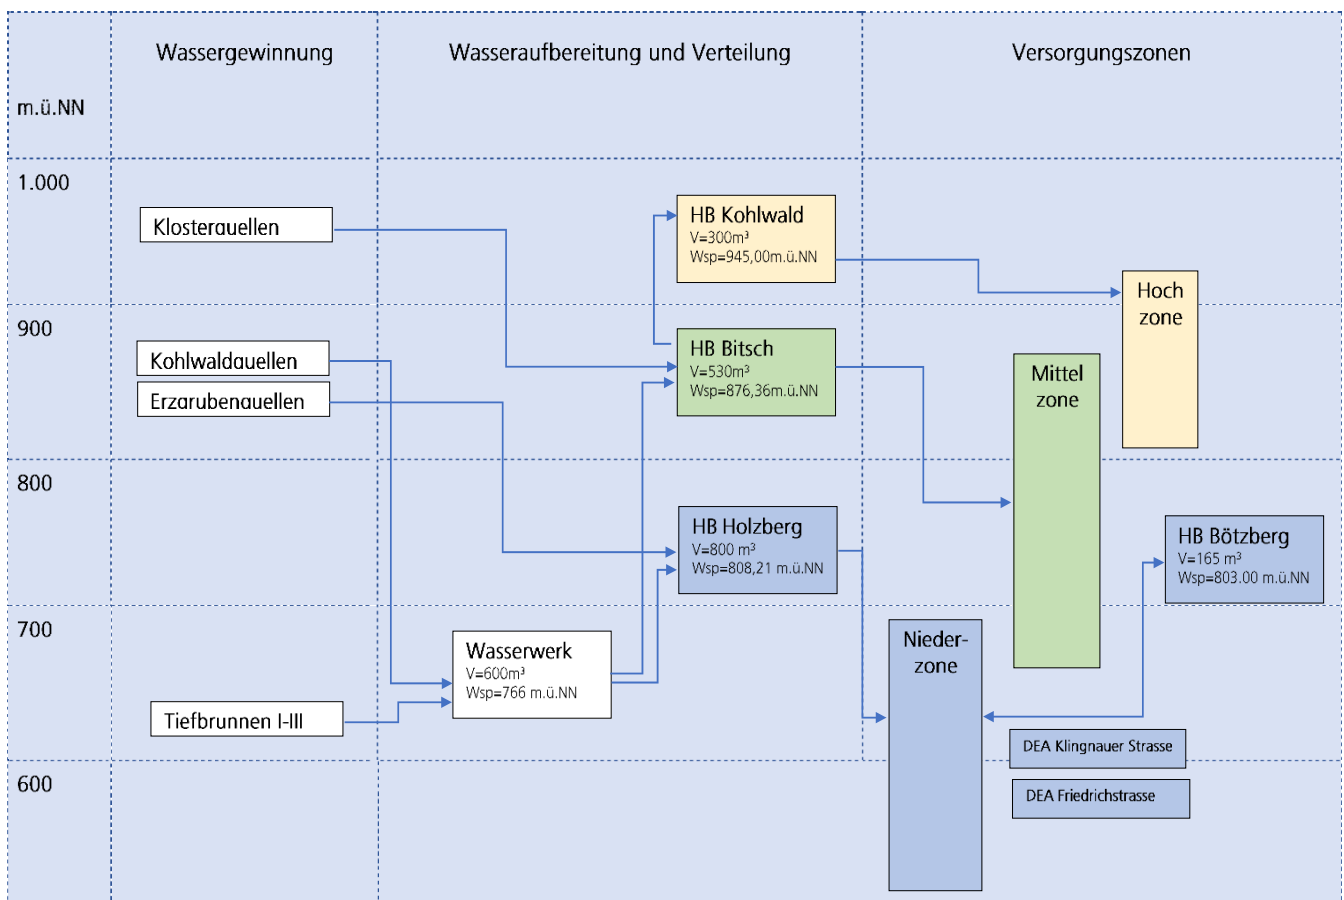 Wassergewinnung
Wasseraufbereitung und Verteilung
Versorgungszonen
m.ü.NN
1.000
Klosterquellen
HB Kohlwald
V=300m³
Wsp=945,00m.ü.NN
Hoch
zone
900
Kohlwaldquellen
Erzgrubenquellen
HB Bitsch
V=530m³
Wsp=876,36m.ü.NN
Mittel
zone
800
HB Holzberg
V=800 m³
Wsp=808,21 m.ü.NN
HB Bötzberg
V=165 m³
Wsp=803.00 m.ü.NN
700
Wasserwerk
V=600m³
Wsp=766 m.ü.NN
Nieder-
zone
Tiefbrunnen I-III
DEA Klingnauer Strasse
600
DEA Friedrichstrasse